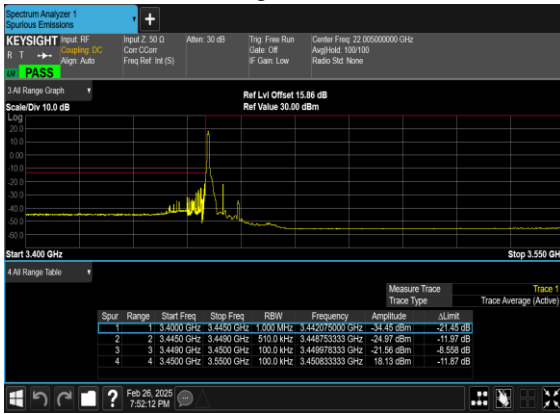 Spectrum Analyzer 1
Spurious Emissions
+
KEYSIGHT Input: RF Input Z: 50 Ω Atten: 30 dB Trig: Free Run Center Freq: 22.005000000 GHz
R T Coupling: DC Corr CCorr Gate: Off Avg|Hold: 100/100
Align: Auto Freq Ref: Int (S) IF Gain: Low Radio Std: None
PASS
3 All Range Graph
Ref Lvl Offset 15.86 dB
Scale/Div 10.0 dB Ref Value 30.00 dBm
Log
20.0
10.0
0.00
-10.0
-20.0
-30.0
-40.0
-50.0
-60.0
Start 3.400 GHz Stop 3.550 GH
4 All Range Table
Measure Trace Trace 1
Trace Type Trace Average (Active)
Spur Range Start Freq Stop Freq RBW Frequency Amplitude ΔLimit
1 1 3.4000 GHz 3.4450 GHz 1.000 MHz 3.442075000 GHz -34.45 dBm -21.45 dB
2 2 3.4450 GHz 3.4490 GHz 510.0 kHz 3.448753333 GHz -24.97 dBm -11.97 dB
3 3 3.4490 GHz 3.4500 GHz 100.0 kHz 3.449978333 GHz -21.56 dBm -8.558 dB
4 4 3.4500 GHz 3.5500 GHz 100.0 kHz 3.450833333 GHz 18.13 dBm -11.87 dB
? Feb 26, 2025
7:52:12 PM